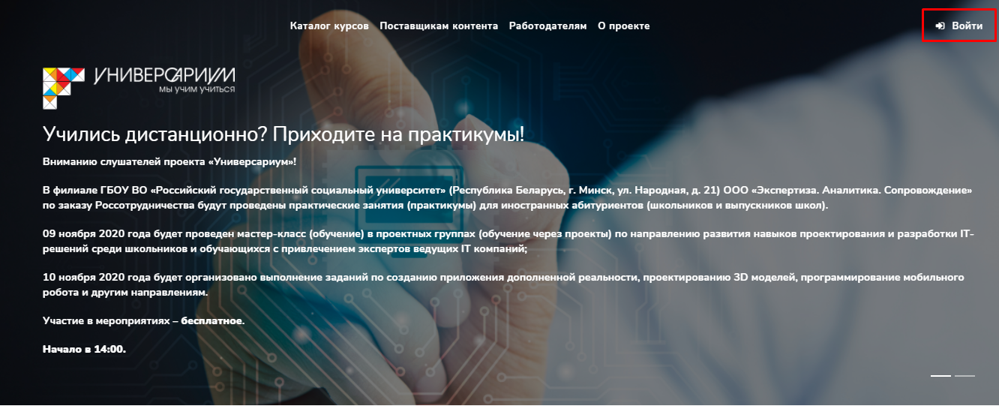 Каталог курсов Поставщикам контента Работодателям О проекте Войти
УНИВЕРСАРИУМ
мы учим учиться
Учились дистанционно? Приходите на практикумы!
Вниманию слушателей проекта «Универсариум»!
В филиале ГБОУ ВО «Российский государственный социальный университет» (Республика Беларусь, г. Минск, ул. Народная, д. 21) ООО «Экспертиза. Аналитика. Сопровождение»
по заказу Россотрудничества будут проведены практические занятия (практикумы) для иностранных абитуриентов (школьников и выпускников школ).
09 ноября 2020 года будет проведен мастер-класс (обучение) в проектных группах (обучение через проекты) по направлению развития навыков проектирования и разработки IT-
решений среди школьников и обучающихся с привлечением экспертов ведущих IT компаний;
10 ноября 2020 года будет организовано выполнение заданий по созданию приложения дополненной реальности, проектированию 3D моделей, программирование мобильного
робота и другим направлениям.
Участие в мероприятиях – бесплатное.
Начало в 14:00.